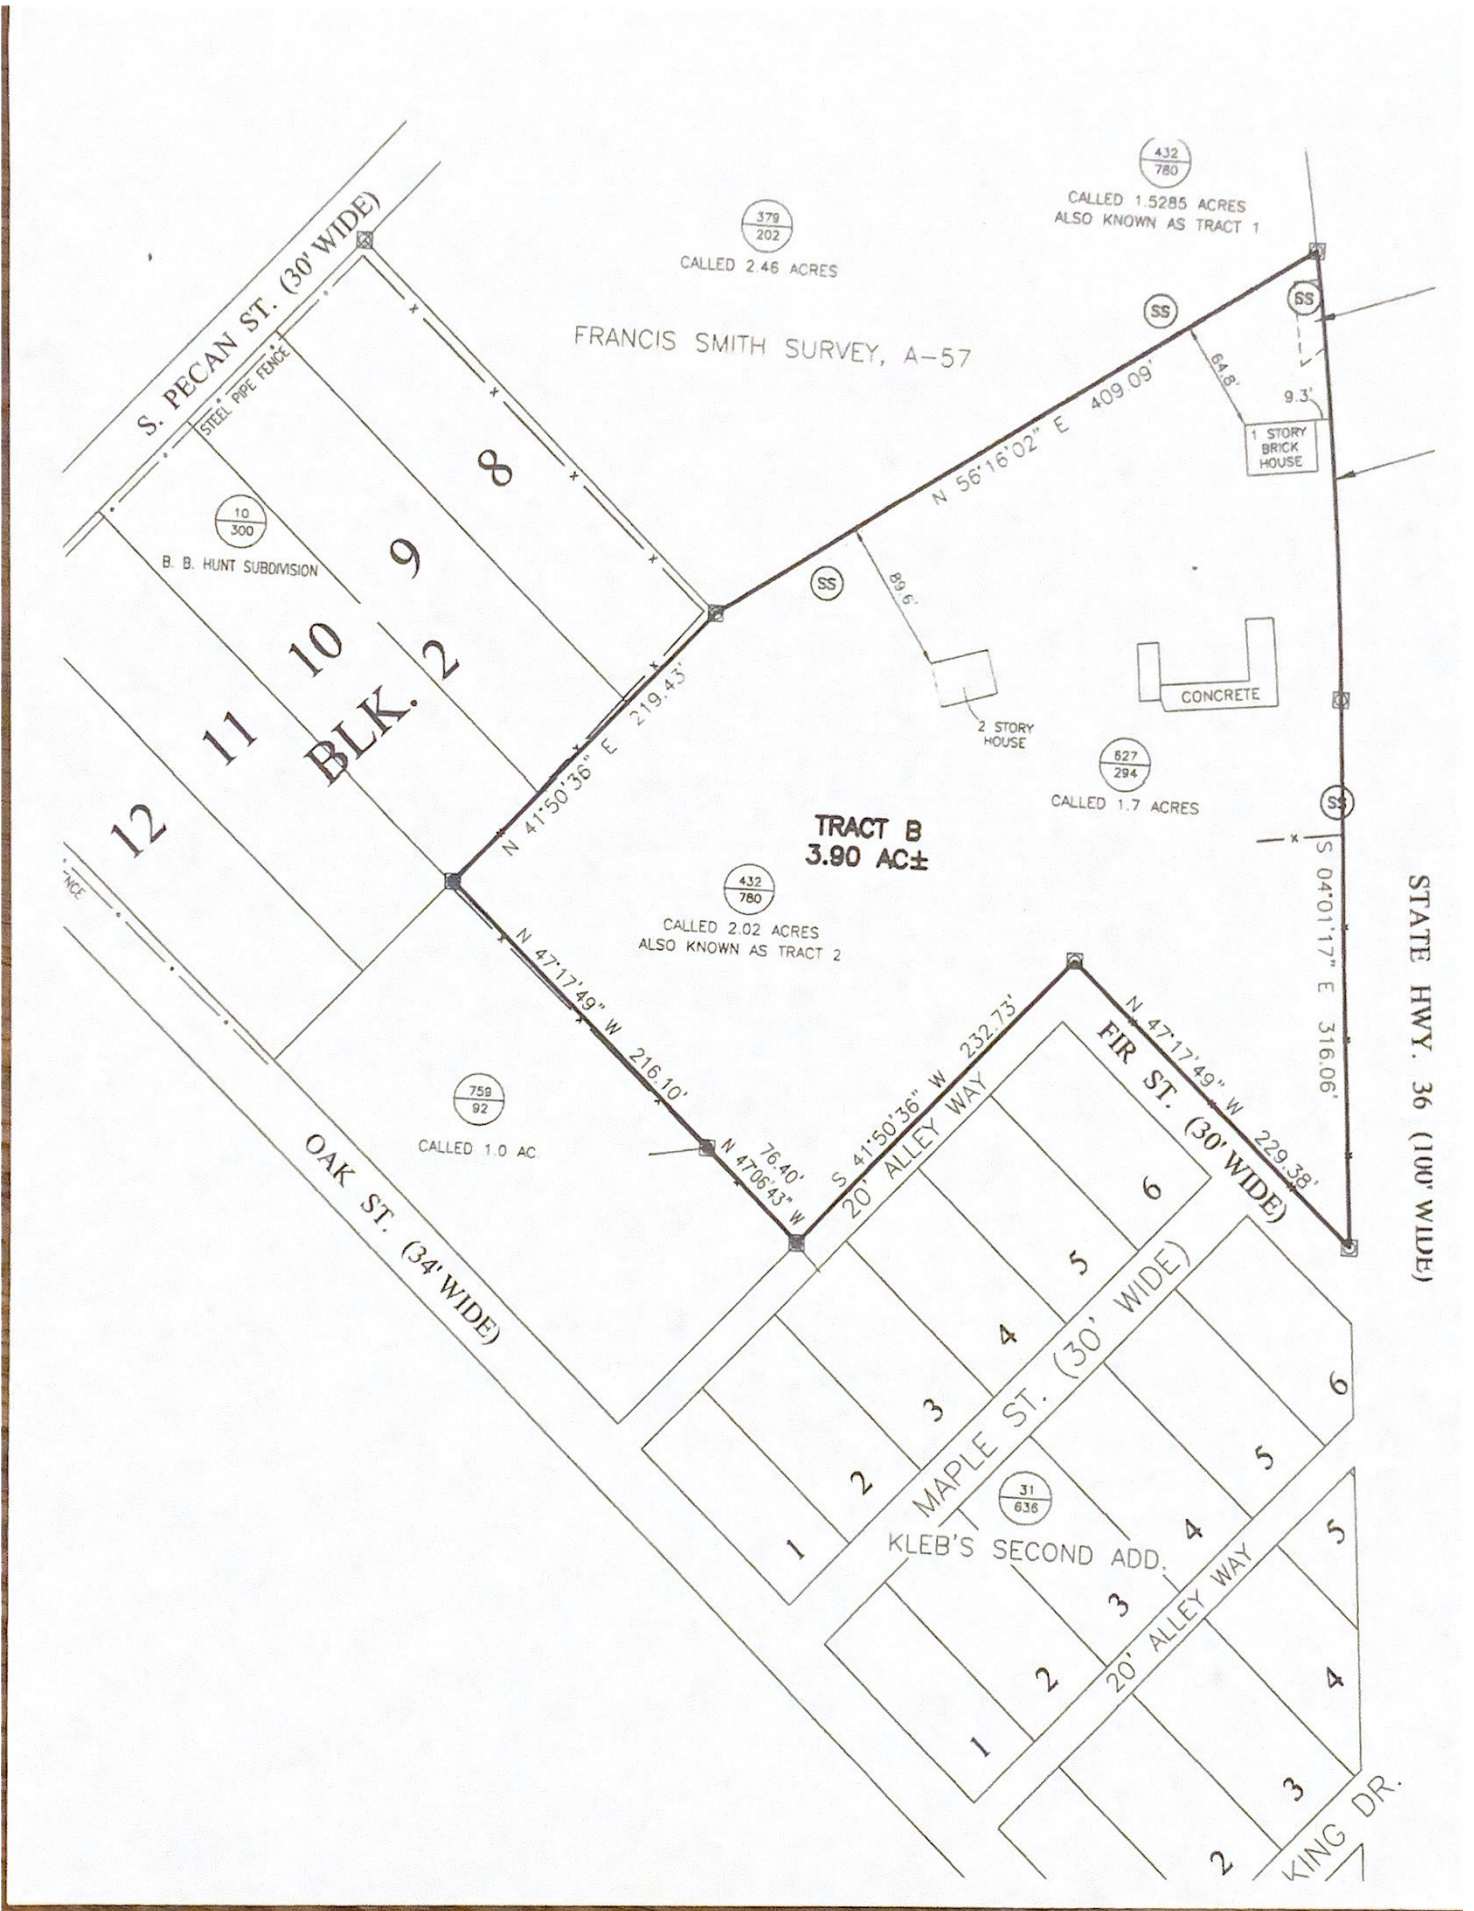 432
780
CALLED 1.5285 ACRES
ALSO KNOWN AS TRACT 1
379
202
CALLED 2.46 ACRES
FRANCIS SMITH SURVEY, A-57
S. PECAN ST. (30' WIDE)
STEEL PIPE FENCE
SS
SS
64.8'
9.3'
1 STORY
BRICK
HOUSE
N 56°16'02" E 409.09'
8
9
10
11
12
BLK. 2
10
300
B. B. HUNT SUBDIVISION
SS
89.6'
2 STORY
HOUSE
CONCRETE
627
294
CALLED 1.7 ACRES
N 41°50'36" E 219.43'
TRACT B
3.90 AC±
SS
432
780
CALLED 2.02 ACRES
ALSO KNOWN AS TRACT 2
S 04°01'17" E 316.06'
STATE HWY. 36 (100' WIDE)
NCE
N 47°17'49" W 216.10'
76.40'
N 47°06'43" W
S 41°50'36" W 232.73'
20' ALLEY WAY
N 47°17'49" W 229.38'
FIR ST. (30' WIDE)
759
92
CALLED 1.0 AC.
OAK ST. (34' WIDE)
6
5
4
3
2
1
MAPLE ST. (30' WIDE)
31
636
KLEB'S SECOND ADD.
6
5
4
3
2
1
20' ALLEY WAY
5
4
3
2
KING DR.